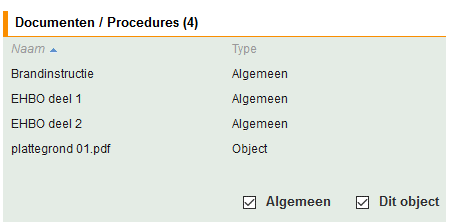 Documenten / Procedures (4)
Naam Type
Brandinstructie Algemeen
EHBO deel 1 Algemeen
EHBO deel 2 Algemeen
plattegrond 01.pdf Object
Algemeen Dit object